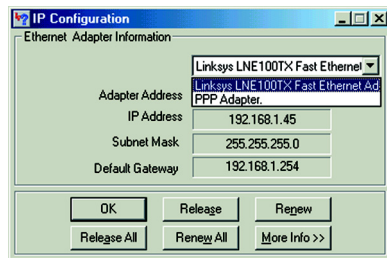 IP Configuration
Ethernet Adapter Information
Linksys LNE100TX Fast Ethernet
Linksys LNE100TX Fast Ethernet Ad
PPP Adapter.
Adapter Address
IP Address 192.168.1.45
Subnet Mask 255.255.255.0
Default Gateway 192.168.1.254
OK Release Renew
Release All Renew All More Info >>